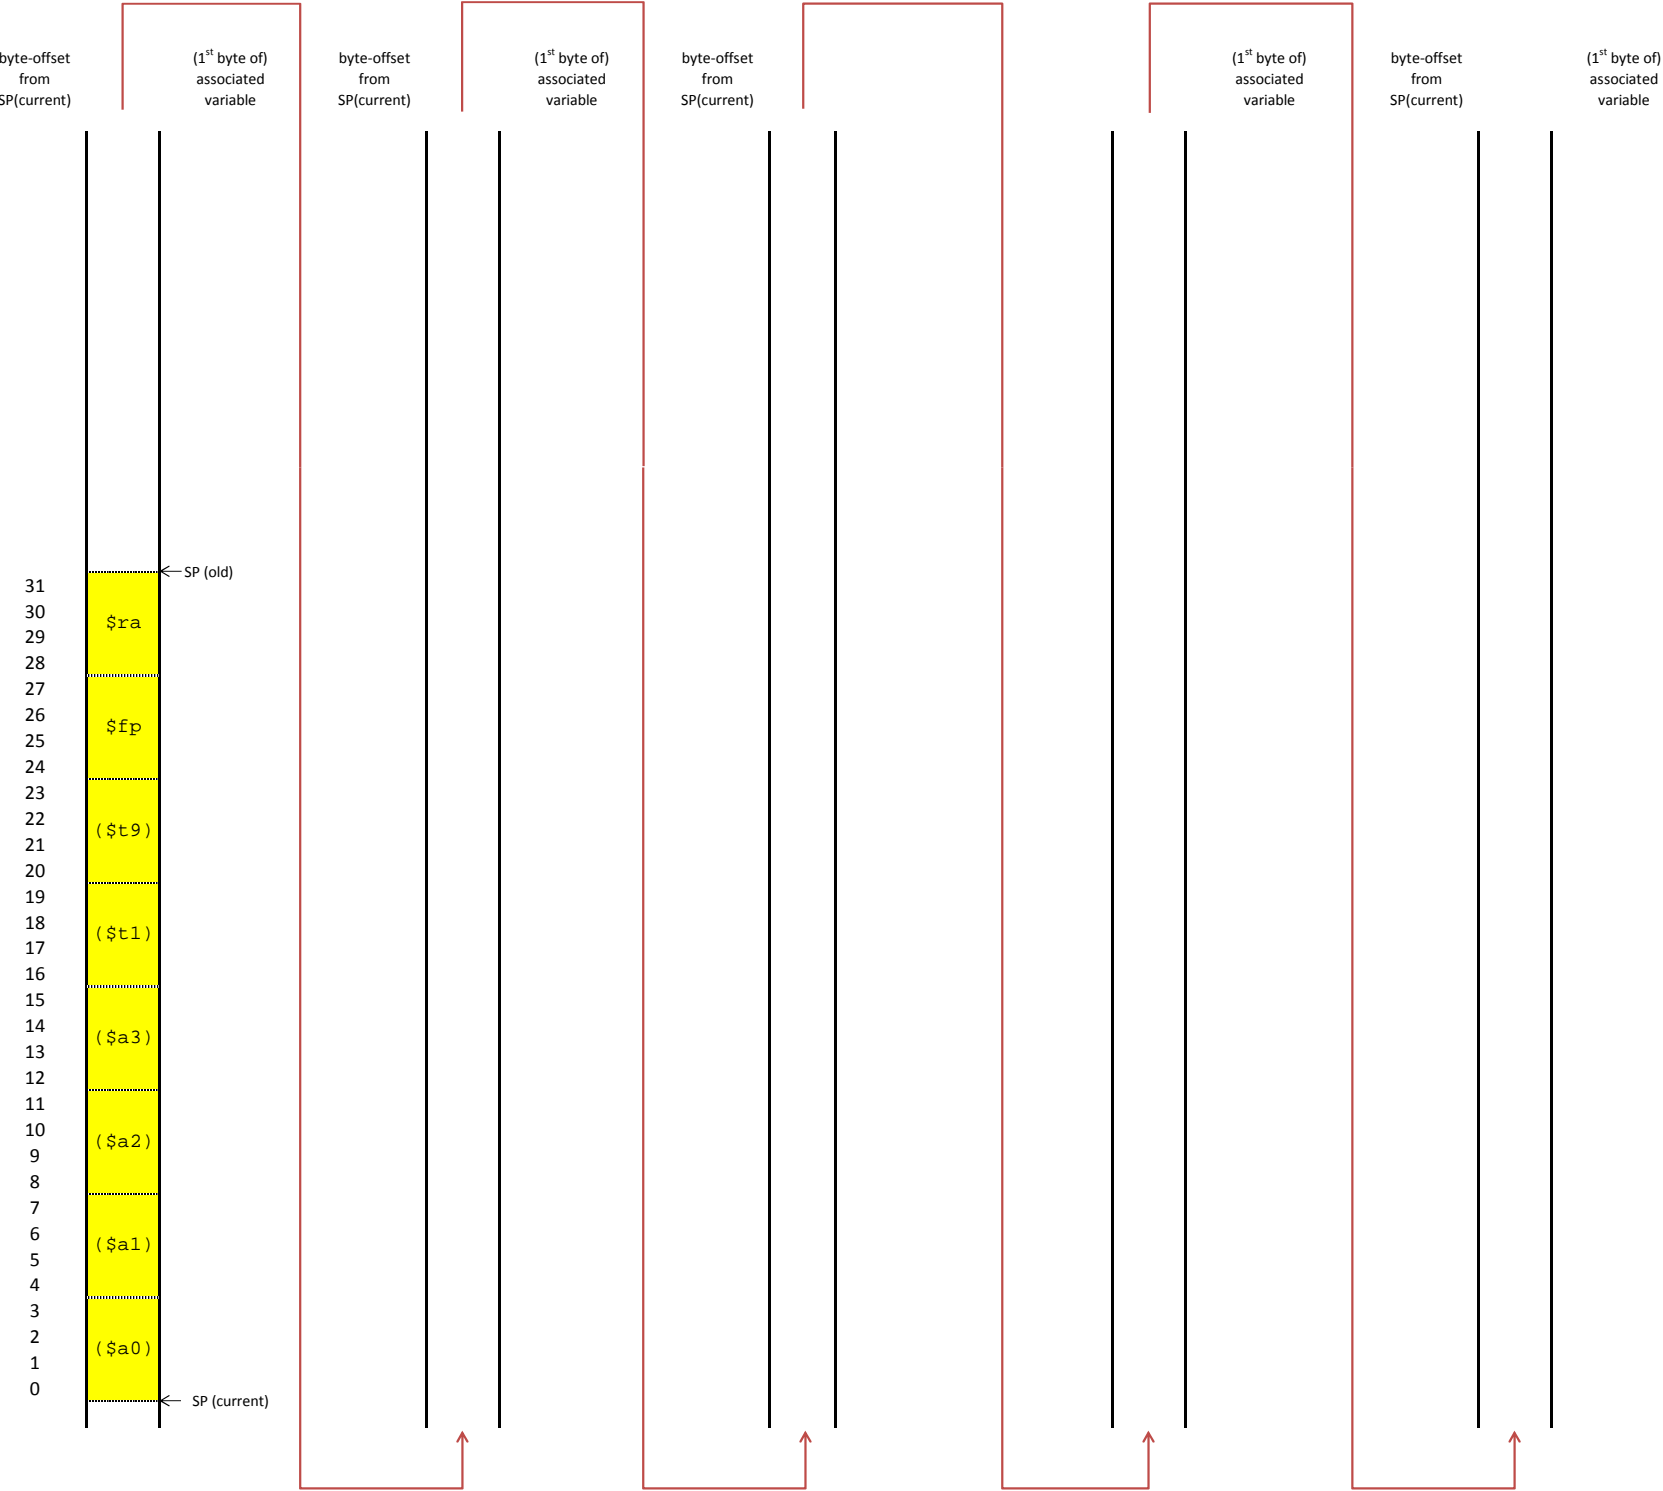 byte-offset
from
SP(current)
(1st byte of)
associated
variable
byte-offset
from
SP(current)
(1st byte of)
associated
variable
byte-offset
from
SP(current)
(1st byte of)
associated
variable
byte-offset
from
SP(current)
(1st byte of)
associated
variable
SP (old)
31
30
$ra
29
28
27
26
$fp
25
24
23
22
($t9)
21
20
19
18
($t1)
17
16
15
14
($a3)
13
12
11
10
($a2)
9
8
7
6
($a1)
5
4
3
2
($a0)
1
0
SP (current)